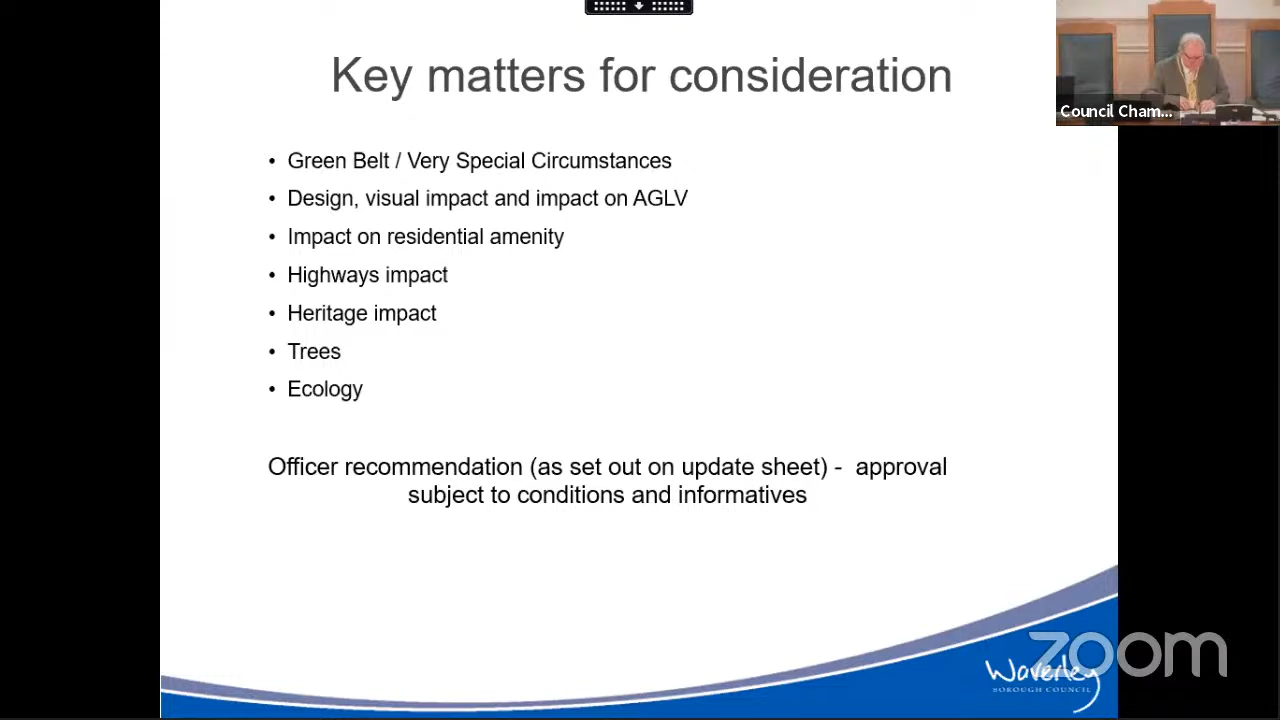 Key matters for consideration
Council Cham...
• Green Belt / Very Special Circumstances
• Design, visual impact and impact on AGLV
• Impact on residential amenity
• Highways impact
• Heritage impact
• Trees
• Ecology
Officer recommendation (as set out on update sheet) - approval
subject to conditions and informatives
zoom
Waverley
BOROUGH COUNCIL